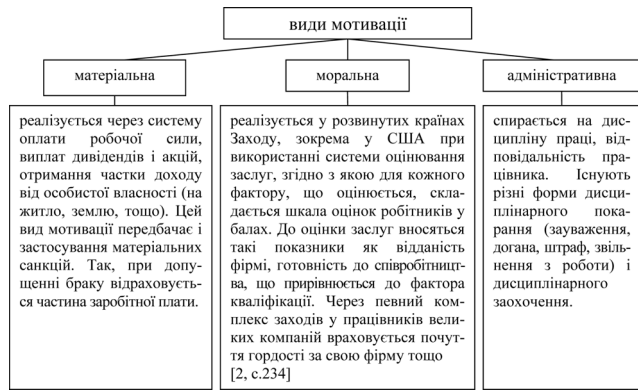 види мотивації
матеріальна
реалізується через систему
оплати робочої сили,
виплат дивідендів і акцій,
отримання частки доходу
від особистої власності (на
житло, землю, тощо). Цей
вид мотивації передбачає і
застосування матеріальних
санкцій. Так, при допу-
щенні браку відраховуєть-
ся частина заробітної плати.
моральна
реалізується у розвинутих країнах
Заходу, зокрема у США при
використанні системи оцінювання
заслуг, згідно з якою для кожного
фактору, що оцінюється, скла-
дається шкала оцінок робітників у
балах. До оцінки заслуг вносяться
такі показники як відданість
фірмі, готовність до співробітницт-
ва, що прирівнюється до фактора
кваліфікації. Через певний ком-
плекс заходів у працівників вели-
ких компаній враховується почут-
тя гордості за свою фірму тощо
[2, с.234]
адміністративна
спирається на дис-
ципліну праці, від-
повідальність пра-
цівника. Існують
різні форми дисци-
плінарного пока-
рання (зауваження,
догана, штраф, звіль-
нення з роботи) і
дисциплінарного
заохочення.